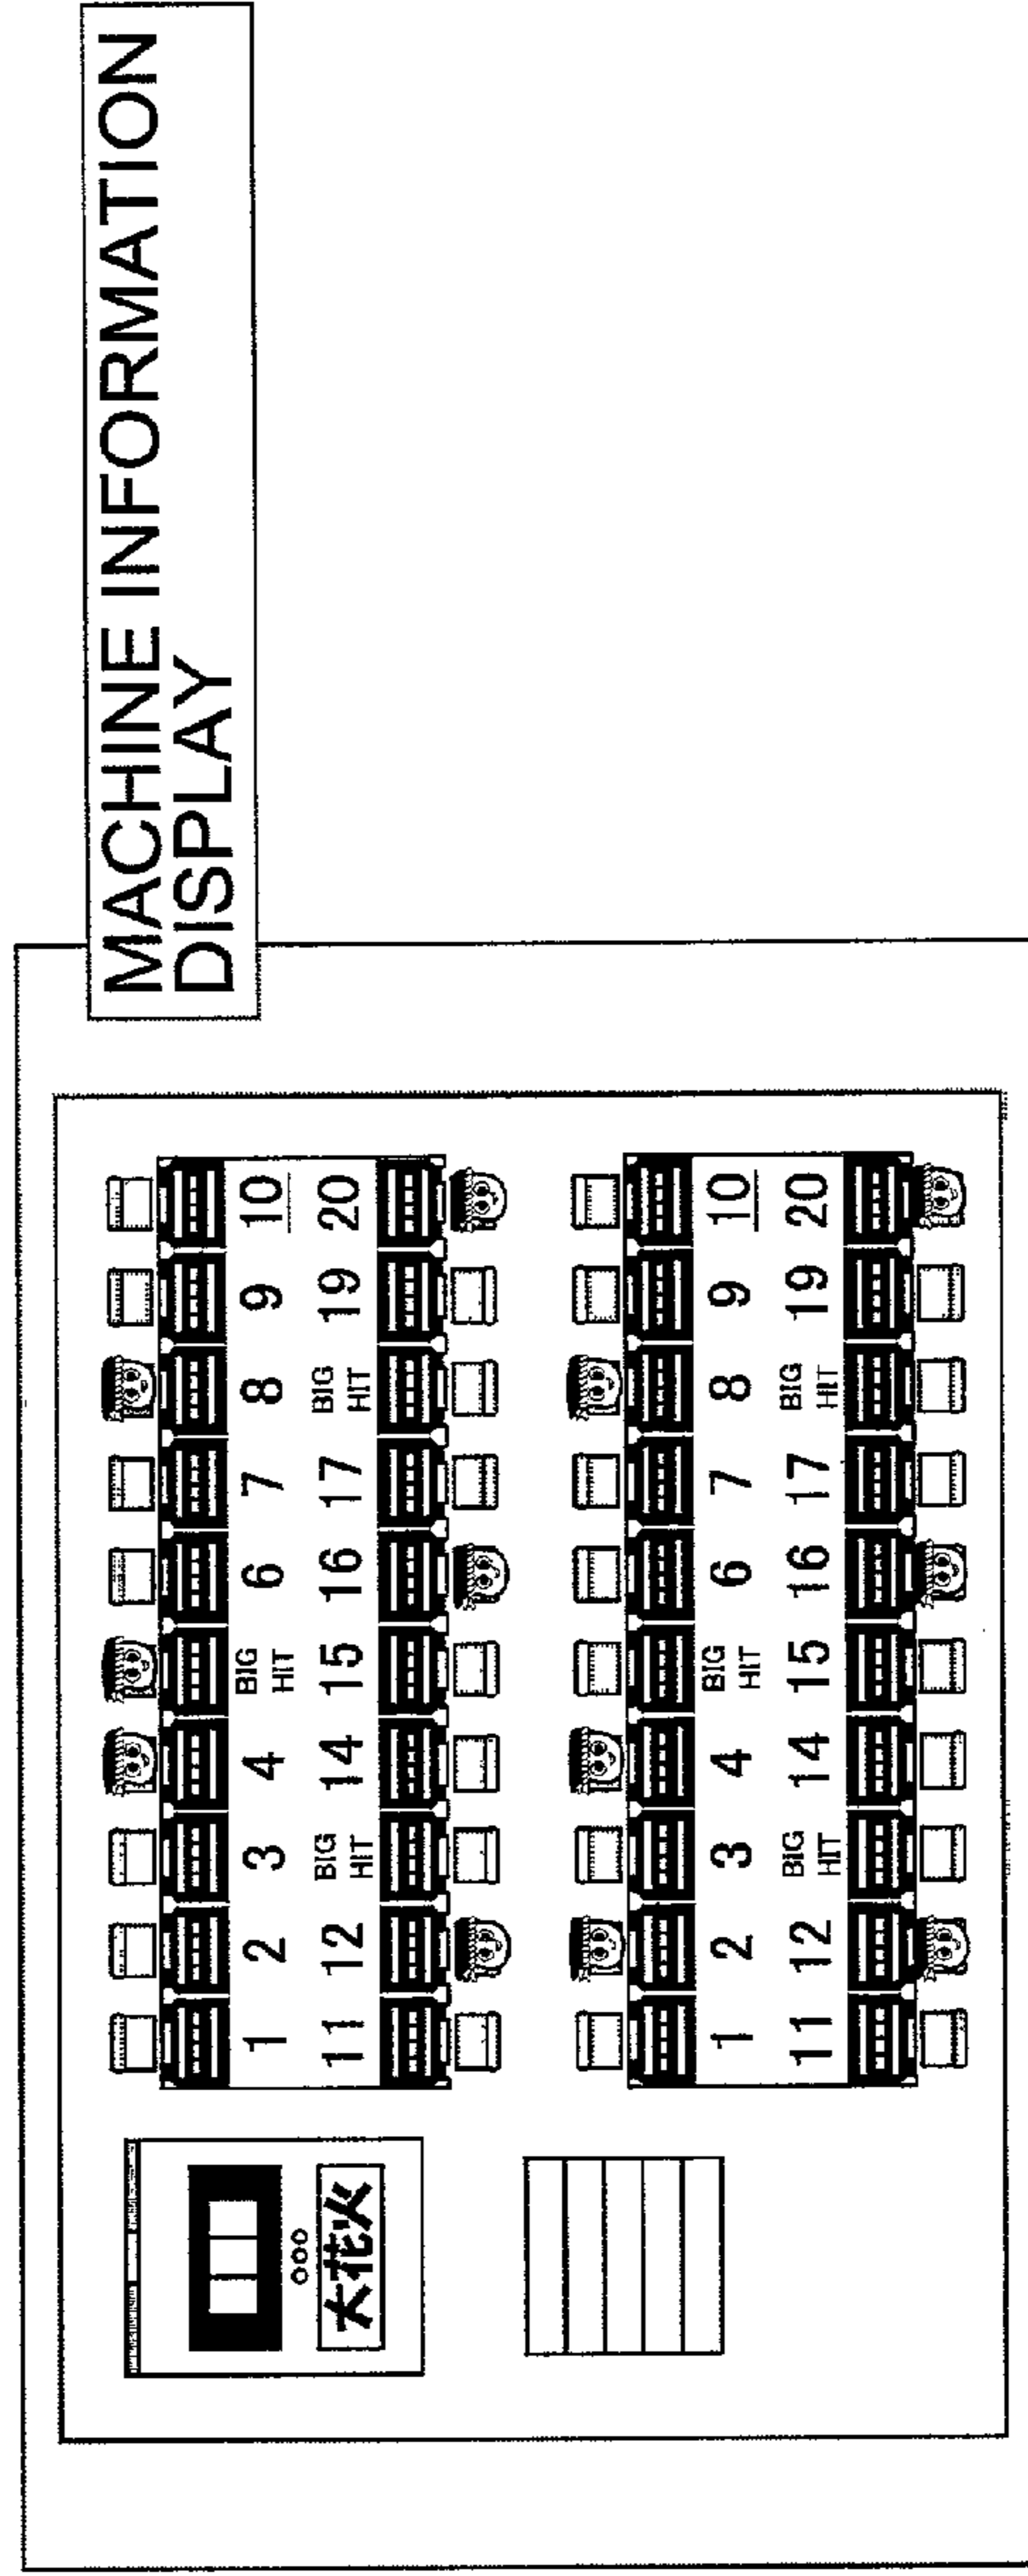 MACHINE INFORMATION
DISPLAY
1 2 3 4 BIG HIT 6 7 8 9 10
11 12 BIG HIT 14 15 16 17 BIG HIT 19 20
大花火
1 2 3 4 BIG HIT 6 7 8 9 10
11 12 BIG HIT 14 15 16 17 BIG HIT 19 20